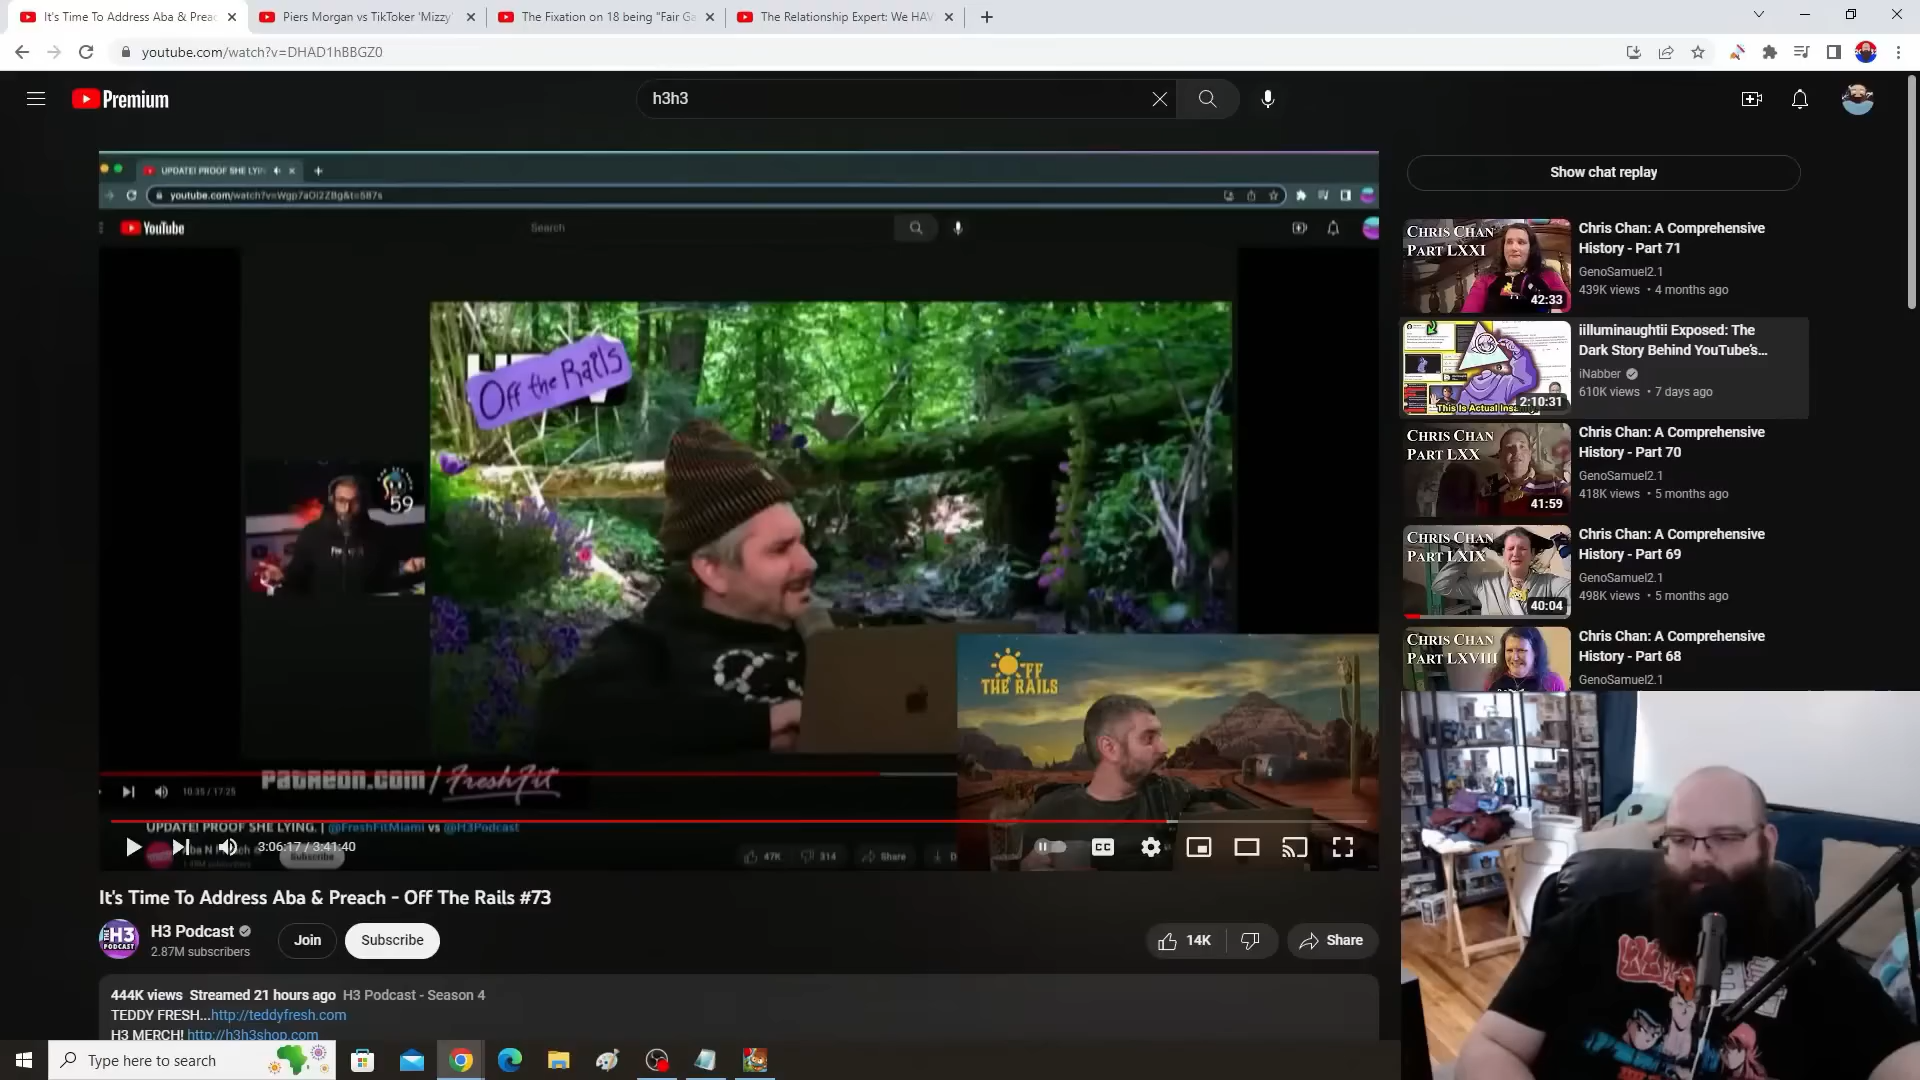 It's Time To Address Aba & Preac
Piers Morgan vs TikToker 'Mizzy'
The Fixation on 18 being "Fair Ga
The Relationship Expert: We HAV
youtube.com/watch?v=DHAD1hBBGZ0
Premium
h3h3
UPDATE! PROOF SHE LYIN
youtube.com/watch?v=Wgp7aOi2ZBg&t=587s
YouTube
Search
Off the Rails
59
OFF
THE RAILS
Patreon.com/FreshFit
10:35 / 17:25
UPDATE! PROOF SHE LYING. | @FreshFitMiami vs @H3Podcast
3:06:17 / 3:41:40
Subscribe
47K
314
Share
CC
It's Time To Address Aba & Preach - Off The Rails #73
THE H3 PODCAST
H3 Podcast
2.87M subscribers
Join
Subscribe
14K
Share
444K views Streamed 21 hours ago H3 Podcast - Season 4
TEDDY FRESH...http://teddyfresh.com
H3 MERCH! http://h3h3shop.com
Show chat replay
CHRIS CHAN
PART LXXI
42:33
Chris Chan: A Comprehensive
History - Part 71
GenoSamuel2.1
439K views • 4 months ago
This Is Actual Insa
2:10:31
iilluminaughtii Exposed: The
Dark Story Behind YouTube's...
iNabber
610K views • 7 days ago
CHRIS CHAN
PART LXX
41:59
Chris Chan: A Comprehensive
History - Part 70
GenoSamuel2.1
418K views • 5 months ago
CHRIS CHAN
PART LXIX
40:04
Chris Chan: A Comprehensive
History - Part 69
GenoSamuel2.1
498K views • 5 months ago
CHRIS CHAN
PART LXVIII
Chris Chan: A Comprehensive
History - Part 68
GenoSamuel2.1
Type here to search